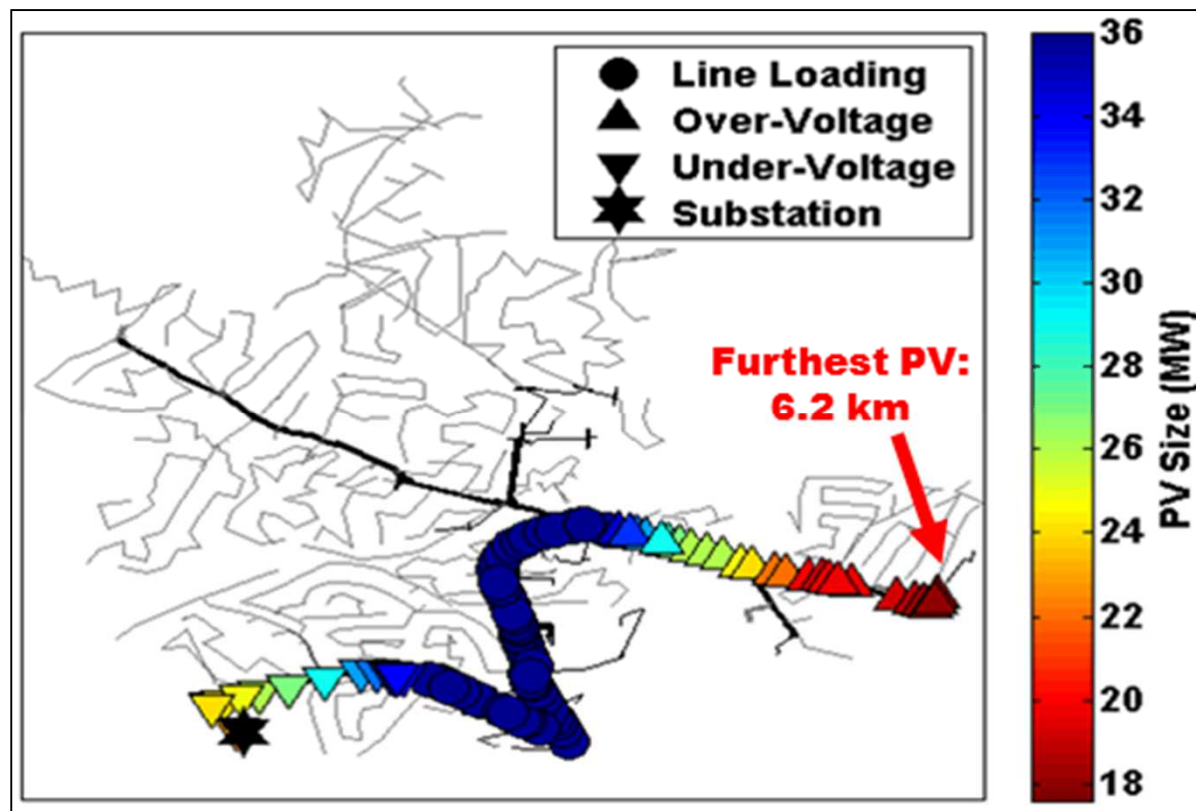 Line Loading
Over-Voltage
Under-Voltage
Substation
Furthest PV:
6.2 km
36
34
32
30
28
26
24
22
20
18
PV Size (MW)